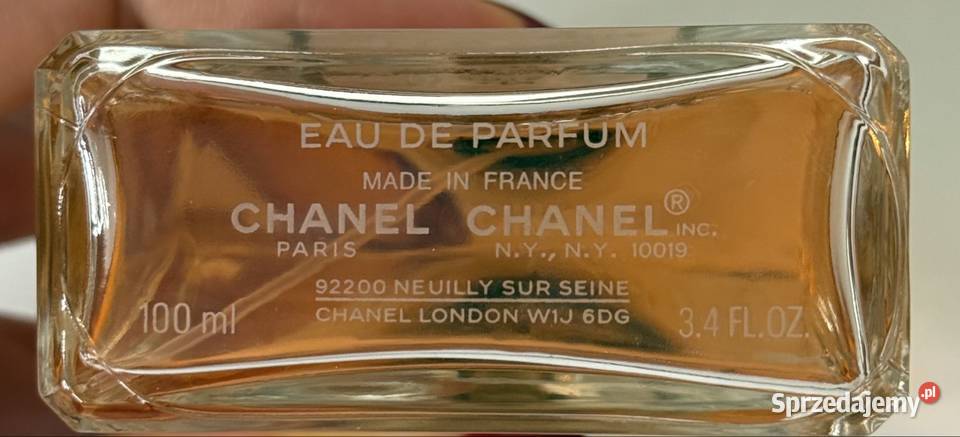 EAU DE PARFUM
MADE IN FRANCE
CHANEL CHANEL® INC.
PARIS N.Y., N.Y. 10019
92200 NEUILLY SUR SEINE
100 ml CHANEL LONDON W1J 6DG 3.4 FL.OZ.
Sprzedajemy.pl